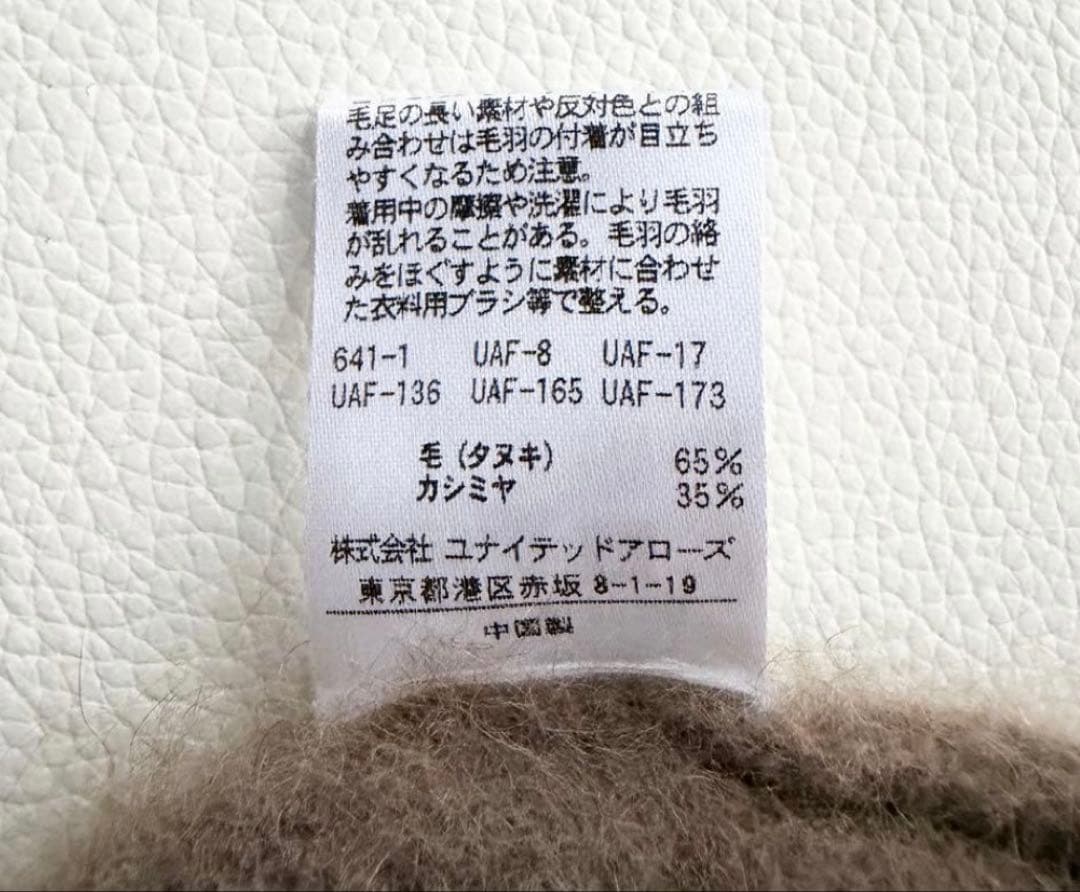 毛足の長い素材や反対色との組
み合わせは毛羽の付着が目立ち
やすくなるため注意。
着用中の摩擦や洗濯により毛羽
が乱れることがある。毛羽の絡
みをほぐすように素材に合わせ
た衣料用ブラシ等で整える。
641-1 UAF-8 UAF-17
UAF-136 UAF-165 UAF-173
毛(タヌキ) 65%
カシミヤ 35%
株式会社 ユナイテッドアローズ
東京都港区赤坂 8-1-19
中国製